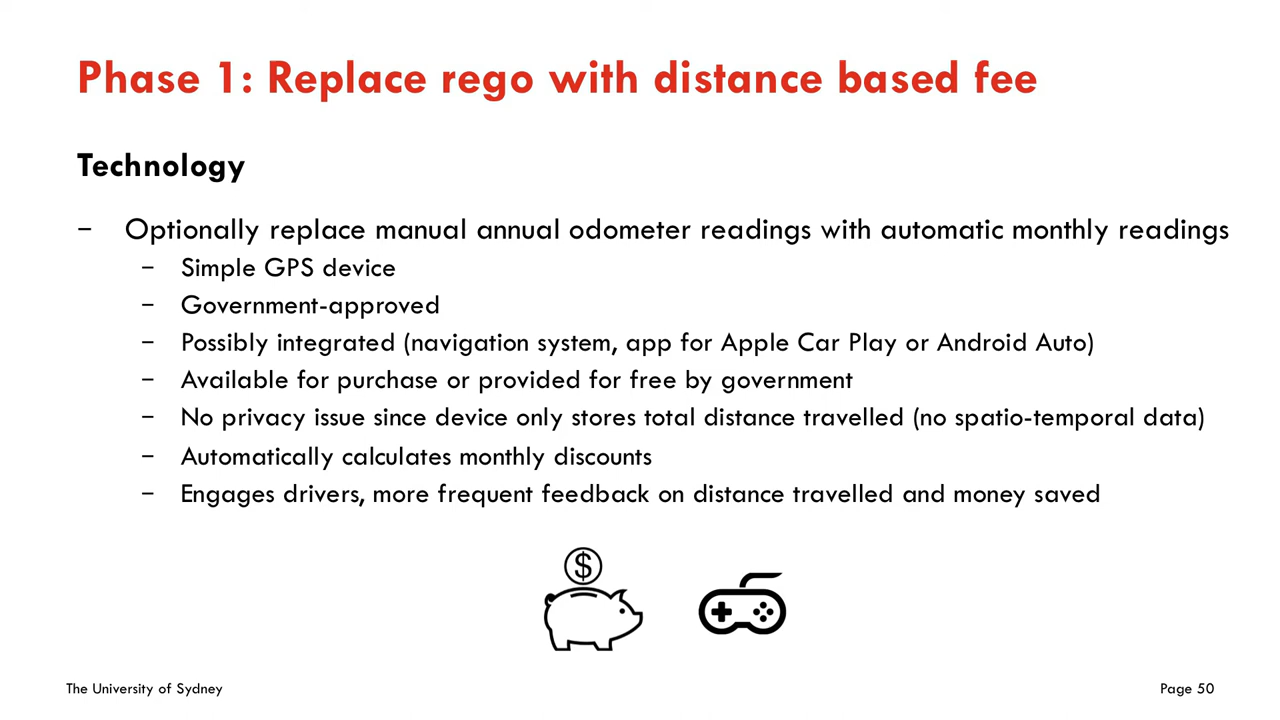 Phase 1: Replace rego with distance based fee
Technology
– Optionally replace manual annual odometer readings with automatic monthly readings
– Simple GPS device
– Government-approved
– Possibly integrated (navigation system, app for Apple Car Play or Android Auto)
– Available for purchase or provided for free by government
– No privacy issue since device only stores total distance travelled (no spatio-temporal data)
– Automatically calculates monthly discounts
– Engages drivers, more frequent feedback on distance travelled and money saved
$
The University of Sydney
Page 50